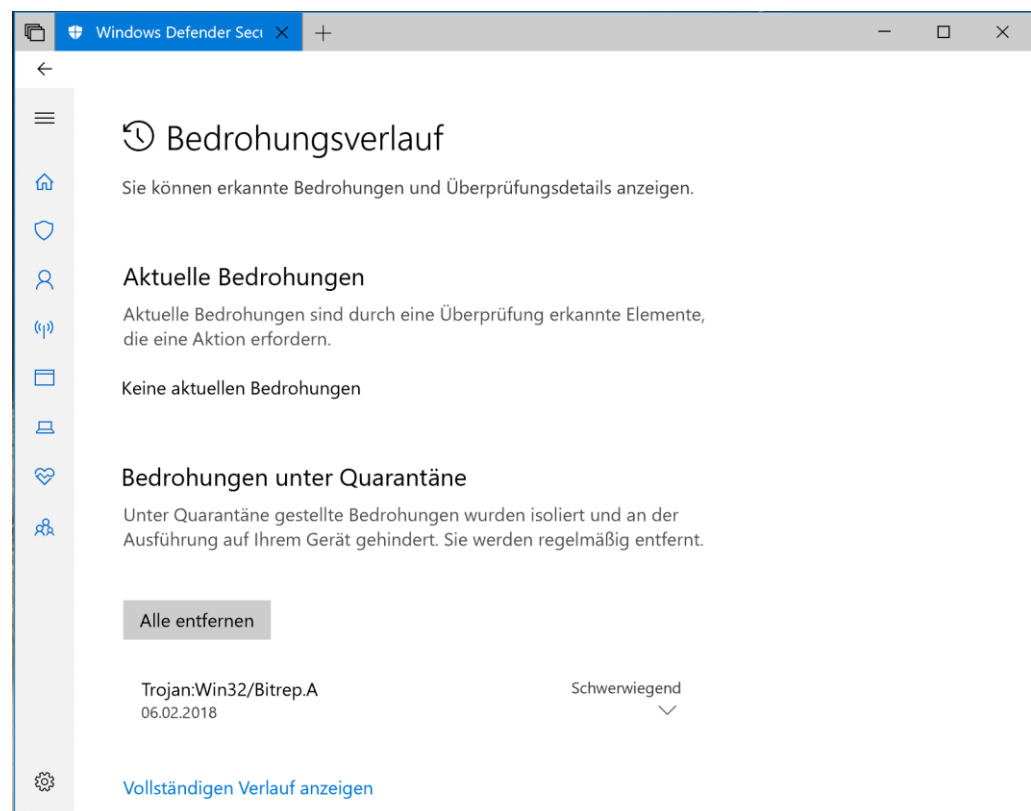 Windows Defender Secu
Bedrohungsverlauf
Sie können erkannte Bedrohungen und Überprüfungsdetails anzeigen.
Aktuelle Bedrohungen
Aktuelle Bedrohungen sind durch eine Überprüfung erkannte Elemente,
die eine Aktion erfordern.
Keine aktuellen Bedrohungen
Bedrohungen unter Quarantäne
Unter Quarantäne gestellte Bedrohungen wurden isoliert und an der
Ausführung auf Ihrem Gerät gehindert. Sie werden regelmäßig entfernt.
Alle entfernen
Trojan:Win32/Bitrep.A
Schwerwiegend
06.02.2018
Vollständigen Verlauf anzeigen